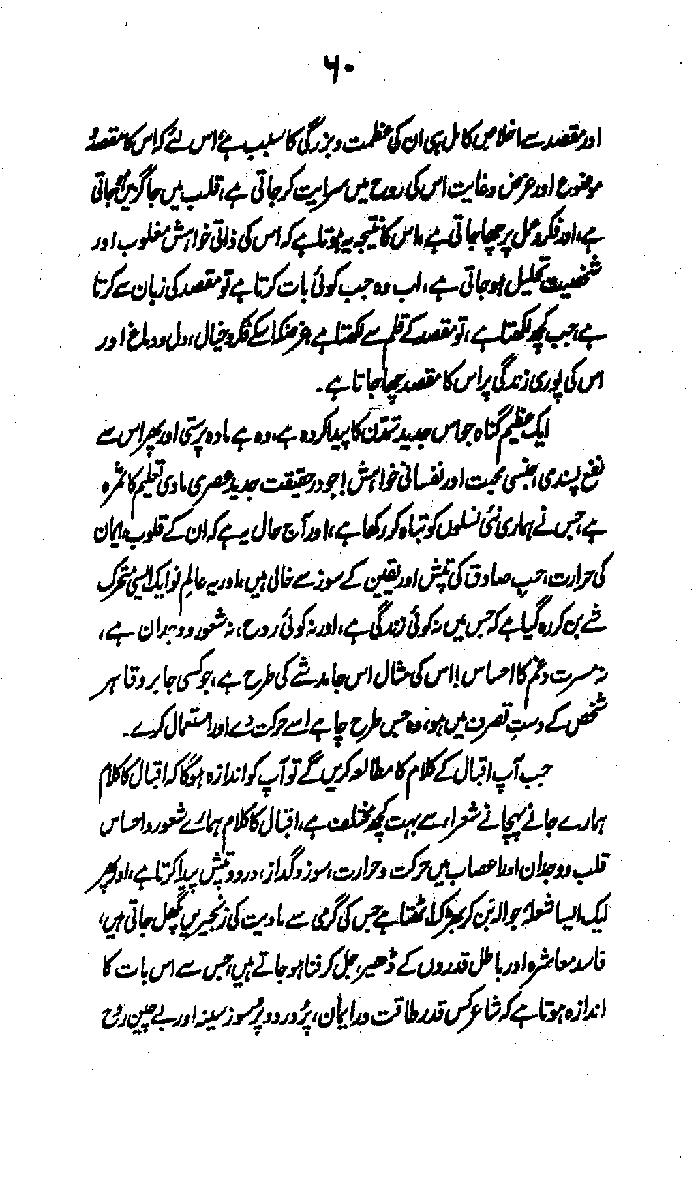 ۶۰
اور مقصد سے اخلاص کامل ہی ان کی عظمت و بزرگی کا سبب ہے، اس لئے کہ اس کا مقصد
موضوع اور غرض و غایت اس کی روح میں سرایت کر جاتی ہے، قلب میں جاگزیں ہو جاتی
ہے، اور فکر و عمل پر چھا جاتی ہے، اس کا نتیجہ یہ ہوتا ہے کہ اس کی ذاتی خواہش مغلوب اور
شخصیت تحلیل ہو جاتی ہے، اب وہ جب کوئی بات کرتا ہے تو مقصد کی زبان سے کرتا
ہے، جب کچھ لکھتا ہے، تو مقصد کے قلم سے لکھتا ہے غرضکہ اسکے فکر و خیال، دل و دماغ اور
اس کی پوری زندگی پر اس کا مقصد چھا جاتا ہے۔
ایک عظیم گناہ جو اس جدید تمدن کا پیدا کردہ ہے، وہ ہے مادہ پرستی اور پھر اس سے
نفع پسندی، جنسی محبت اور نفسانی خواہش! جو درحقیقت جدید عصری مادی تعلیم کا ثمرہ
ہے، جس نے ہماری نئی نسلوں کو تباہ کر رکھا ہے، اور آج حال یہ ہے کہ ان کے قلوب، ایمان
کی حرارت، حب صادق کی تپش اور یقین کے سوز سے خالی ہیں، اور یہ عالم نو ایک ایسی متحرک
شے بن کر رہ گیا ہے کہ جس میں نہ کوئی زندگی ہے، اور نہ کوئی روح، نہ شعور و وجدان ہے،
نہ مسرت و غم کا احساس! اس کی مثال اس جامد شے کی طرح ہے، جو کسی جابر و قاہر
شخص کے دستِ تصرف میں ہو، وہ جس طرح چاہے اسے حرکت دے اور استعمال کرے۔
جب آپ اقبال کے کلام کا مطالعہ کریں گے تو آپ کو اندازہ ہوگا کہ اقبال کا کلام
ہمارے جانے پہچانے شعراء سے بہت کچھ مختلف ہے، اقبال کا کلام ہمارے شعور و احساس
قلب و وجدان اور اعصاب میں حرکت و حرارت، سوز و گداز، درد و تپش پیدا کرتا ہے، اور پھر
ایک ایسا شعلۂ جوالہ بن کر بھڑک اٹھتا ہے جس کی گرمی سے مادیت کی زنجیریں پگھل جاتی ہیں،
فاسد معاشرہ اور باطل قدروں کے ڈھیر، جل کر فنا ہو جاتے ہیں، جس سے اس بات کا
اندازہ ہوتا ہے کہ شاعر کس قدر طاقت ور ایمان، پُر درد و پُر سوز سینہ اور بے چین روح